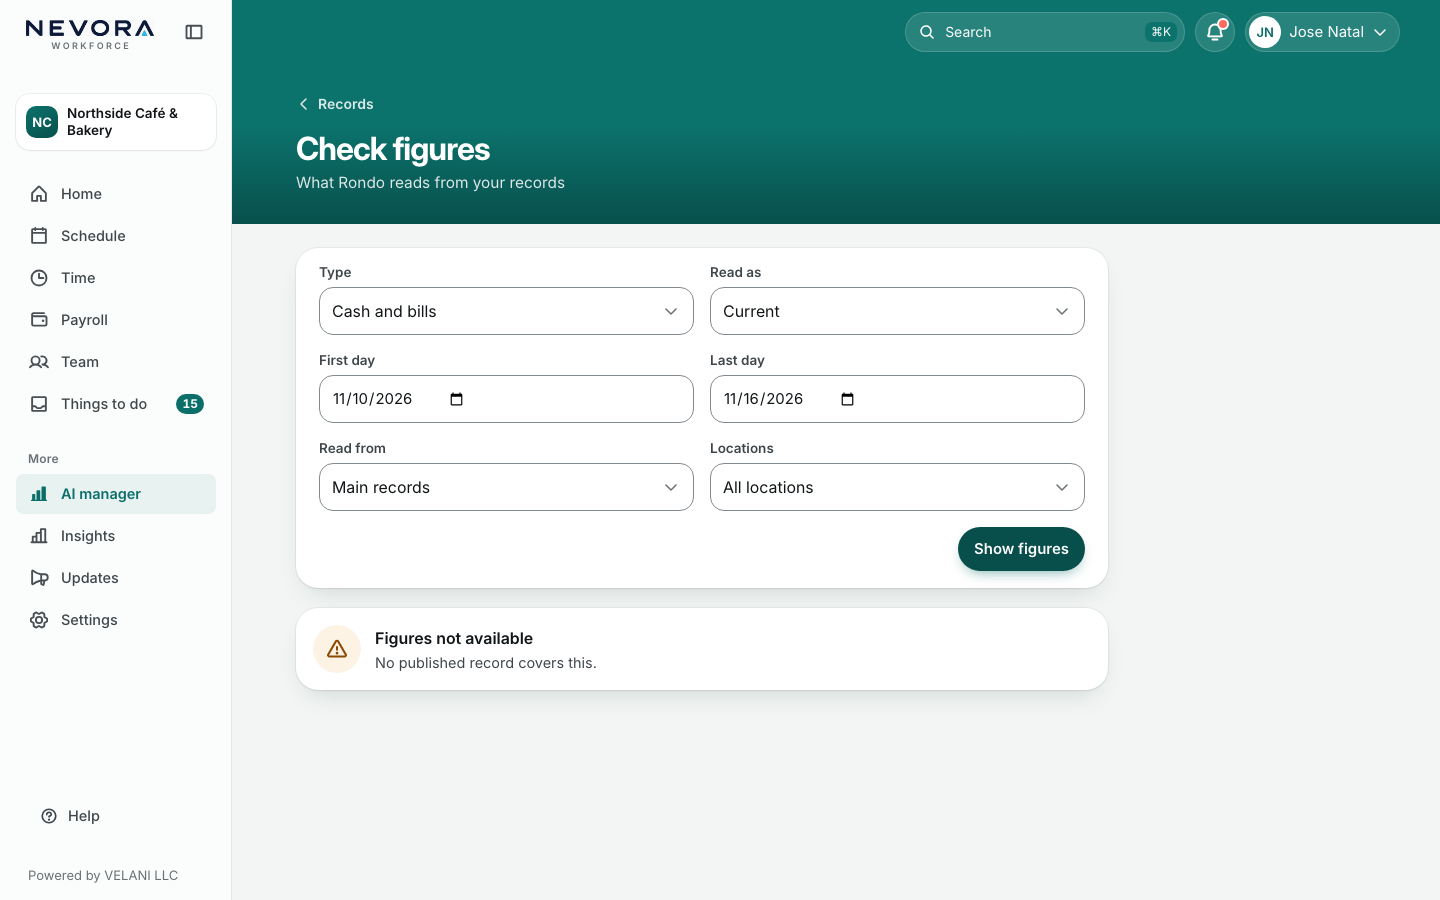 NEVORA
WORKFORCE
Search
⌘K
JN
Jose Natal
NC
Northside Café &
Bakery
Home
Schedule
Time
Payroll
Team
Things to do
15
More
AI manager
Insights
Updates
Settings
Help
Powered by VELANI LLC
Records
Check figures
What Rondo reads from your records
Type
Read as
Cash and bills
Current
First day
Last day
11/10/2026
11/16/2026
Read from
Locations
Main records
All locations
Show figures
Figures not available
No published record covers this.